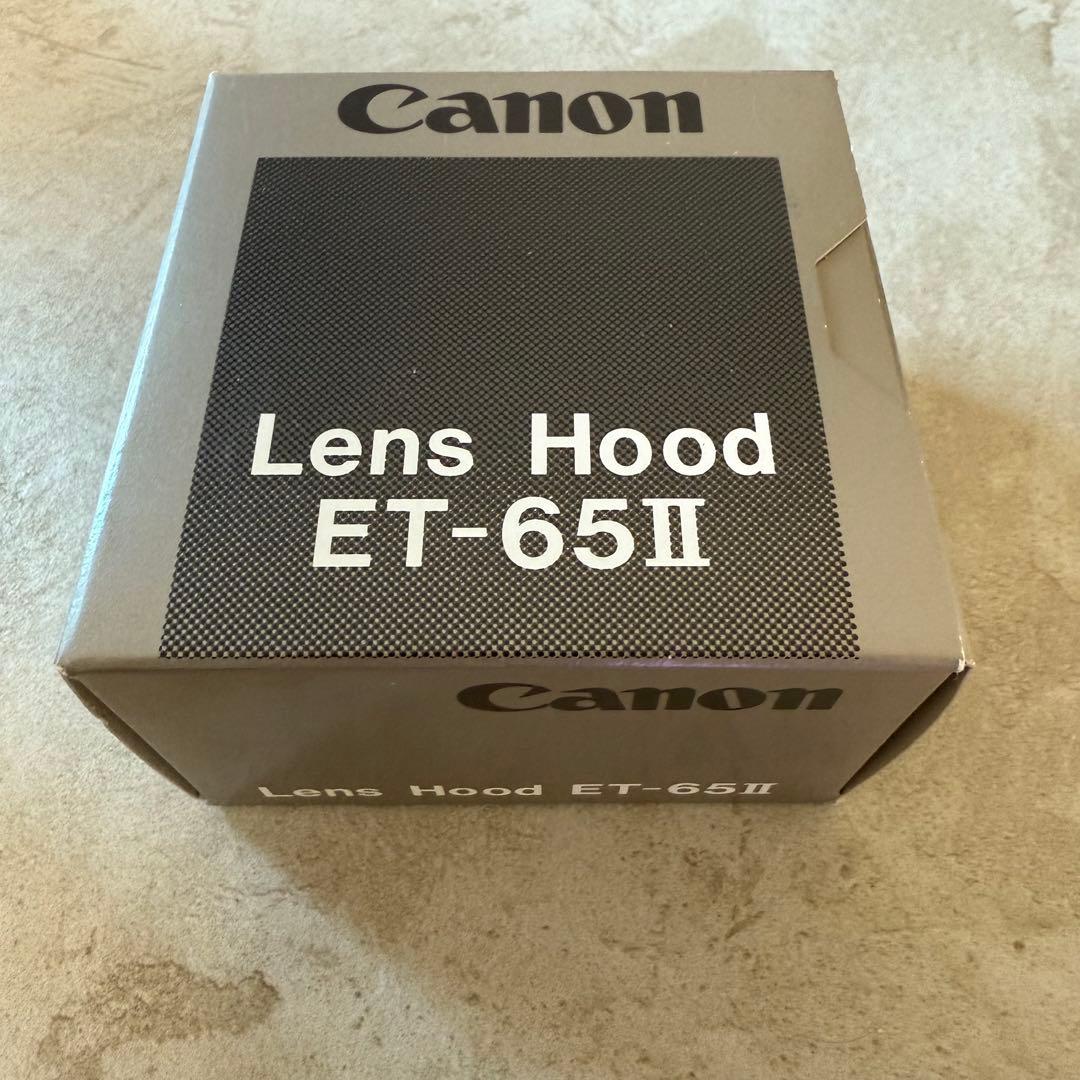 Canon
Lens Hood
ET-65Ⅱ
Canon
Lens Hood ET-65Ⅱ